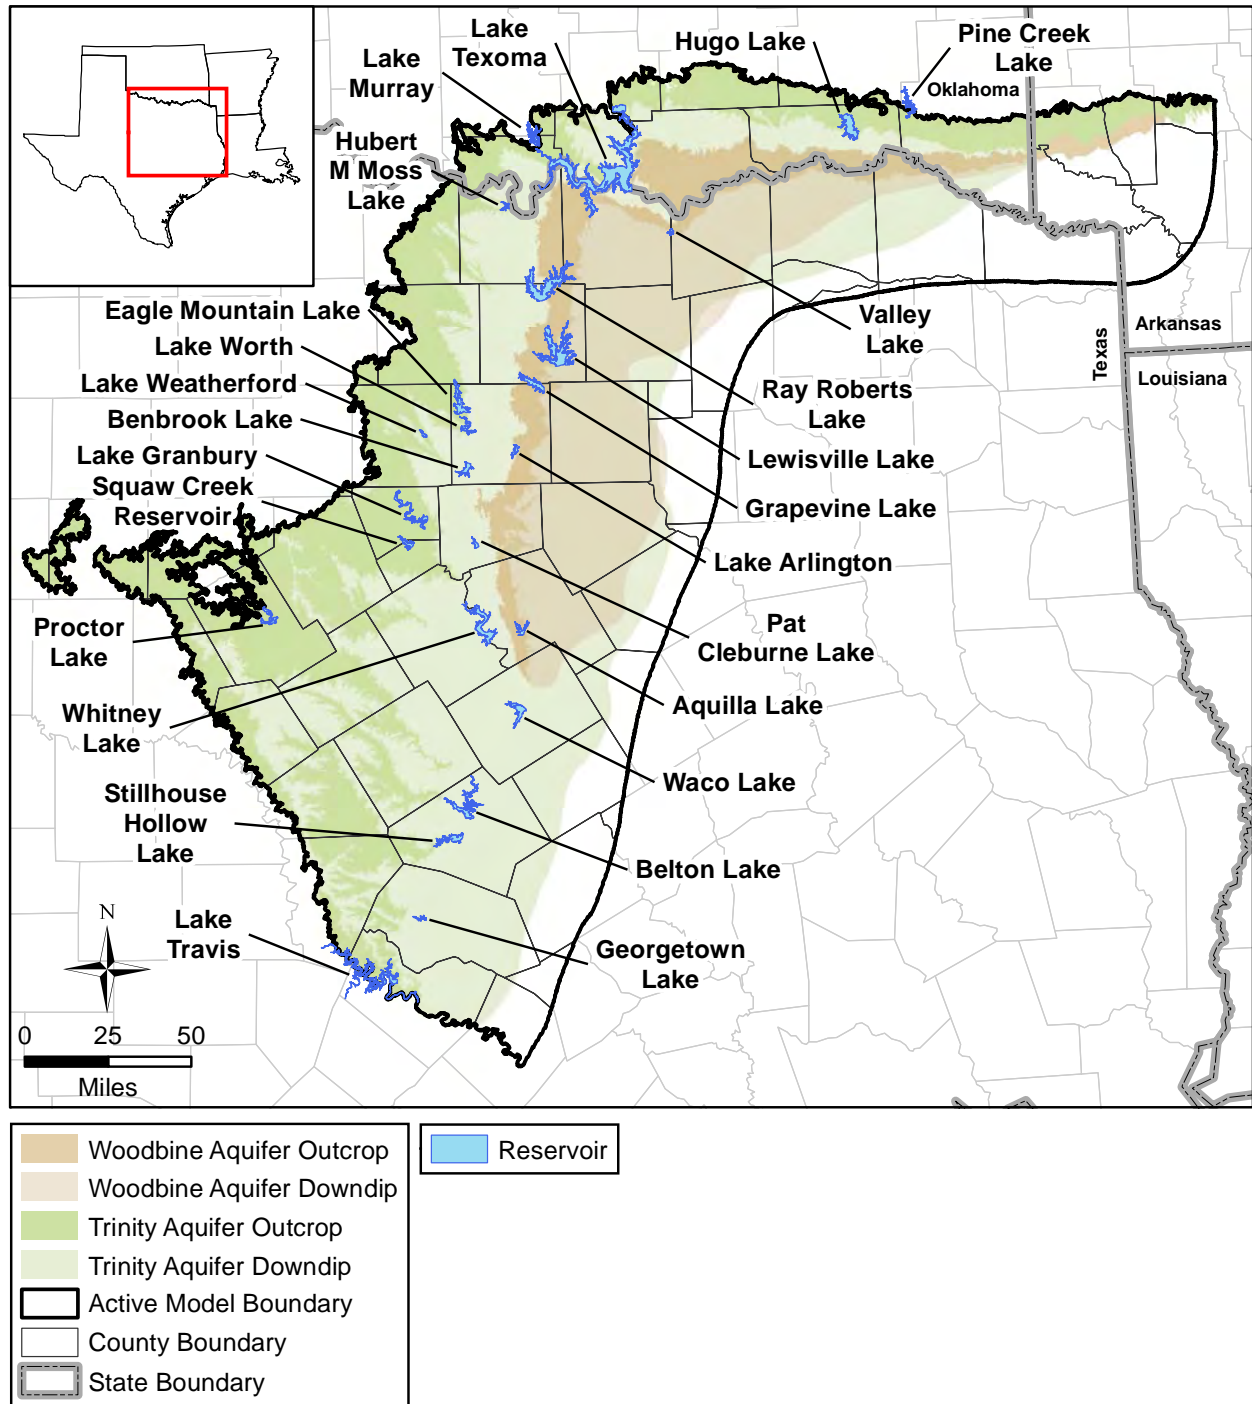 Lake
Texoma
Hugo Lake
Pine Creek
Lake
Lake
Murray
Oklahoma
Hubert
M Moss
Lake
Eagle Mountain Lake
Lake Worth
Lake Weatherford
Benbrook Lake
Lake Granbury
Squaw Creek
Reservoir
Valley
Lake
Texas
Arkansas
Louisiana
Ray Roberts
Lake
Lewisville Lake
Grapevine Lake
Lake Arlington
Pat
Cleburne Lake
Proctor
Lake
Whitney
Lake
Aquilla Lake
Waco Lake
Stillhouse
Hollow
Lake
Belton Lake
Lake
Travis
Georgetown
Lake
N
0 25 50
Miles
Woodbine Aquifer Outcrop
Woodbine Aquifer Downdip
Trinity Aquifer Outcrop
Trinity Aquifer Downdip
Active Model Boundary
County Boundary
State Boundary
Reservoir